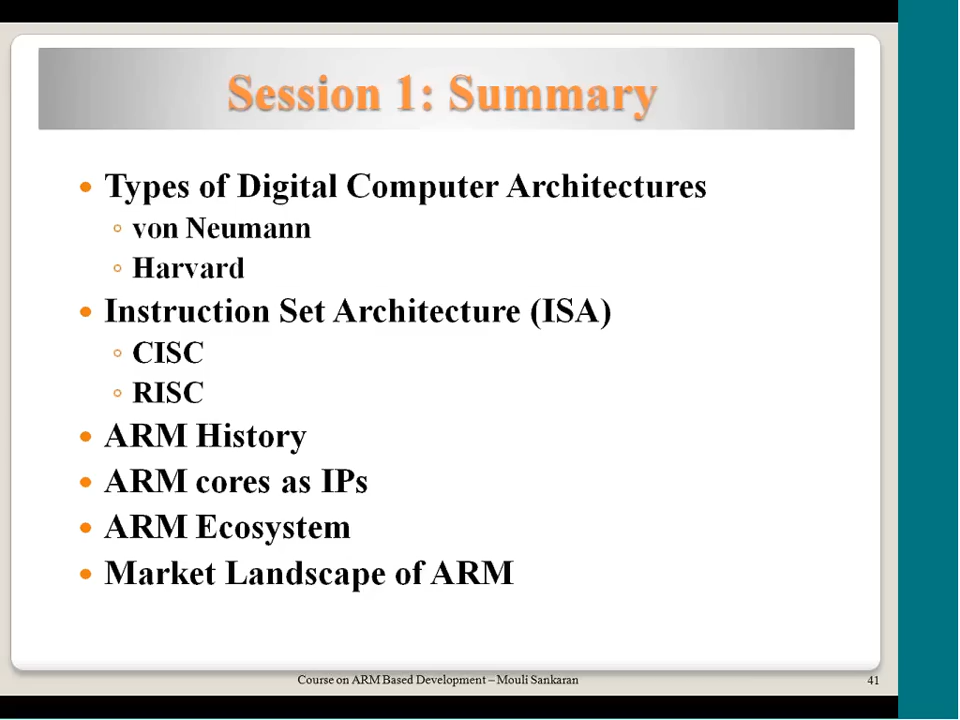 Session 1: Summary
• Types of Digital Computer Architectures
◦ von Neumann
◦ Harvard
• Instruction Set Architecture (ISA)
◦ CISC
◦ RISC
• ARM History
• ARM cores as IPs
• ARM Ecosystem
• Market Landscape of ARM
Course on ARM Based Development – Mouli Sankaran
41